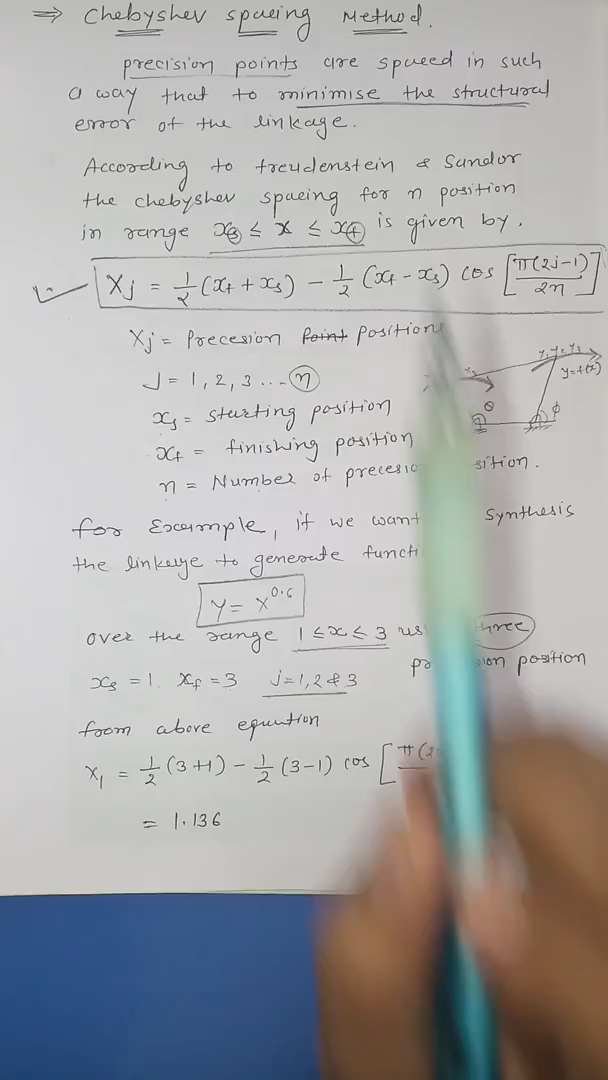 ⇒ Chebyshev spacing Method.
precision points are spaced in such
a way that to minimise the structural
error of the linkage.
According to freudenstein & Sandor
the chebyshev spacing for n position
in range xs ≤ x ≤ xf is given by.
Xj = 1/2 (xf + xs) - 1/2 (xf - xs) cos [π(2j-1)/2n]
Xj = Precesion Point position
J = 1, 2, 3 ... n
xs = starting position
xf = finishing position
n = Number of
y1 y2 y3
y=f(x)
θ
φ
for Example, if we want synthesis
the linkage to generate
Y = X^0.6
over the range 1 ≤ x ≤ 3 three
position
xs = 1. xf = 3 j = 1, 2 & 3
from above equation
X1 = 1/2 (3+1) - 1/2 (3-1) cos [
= 1.136